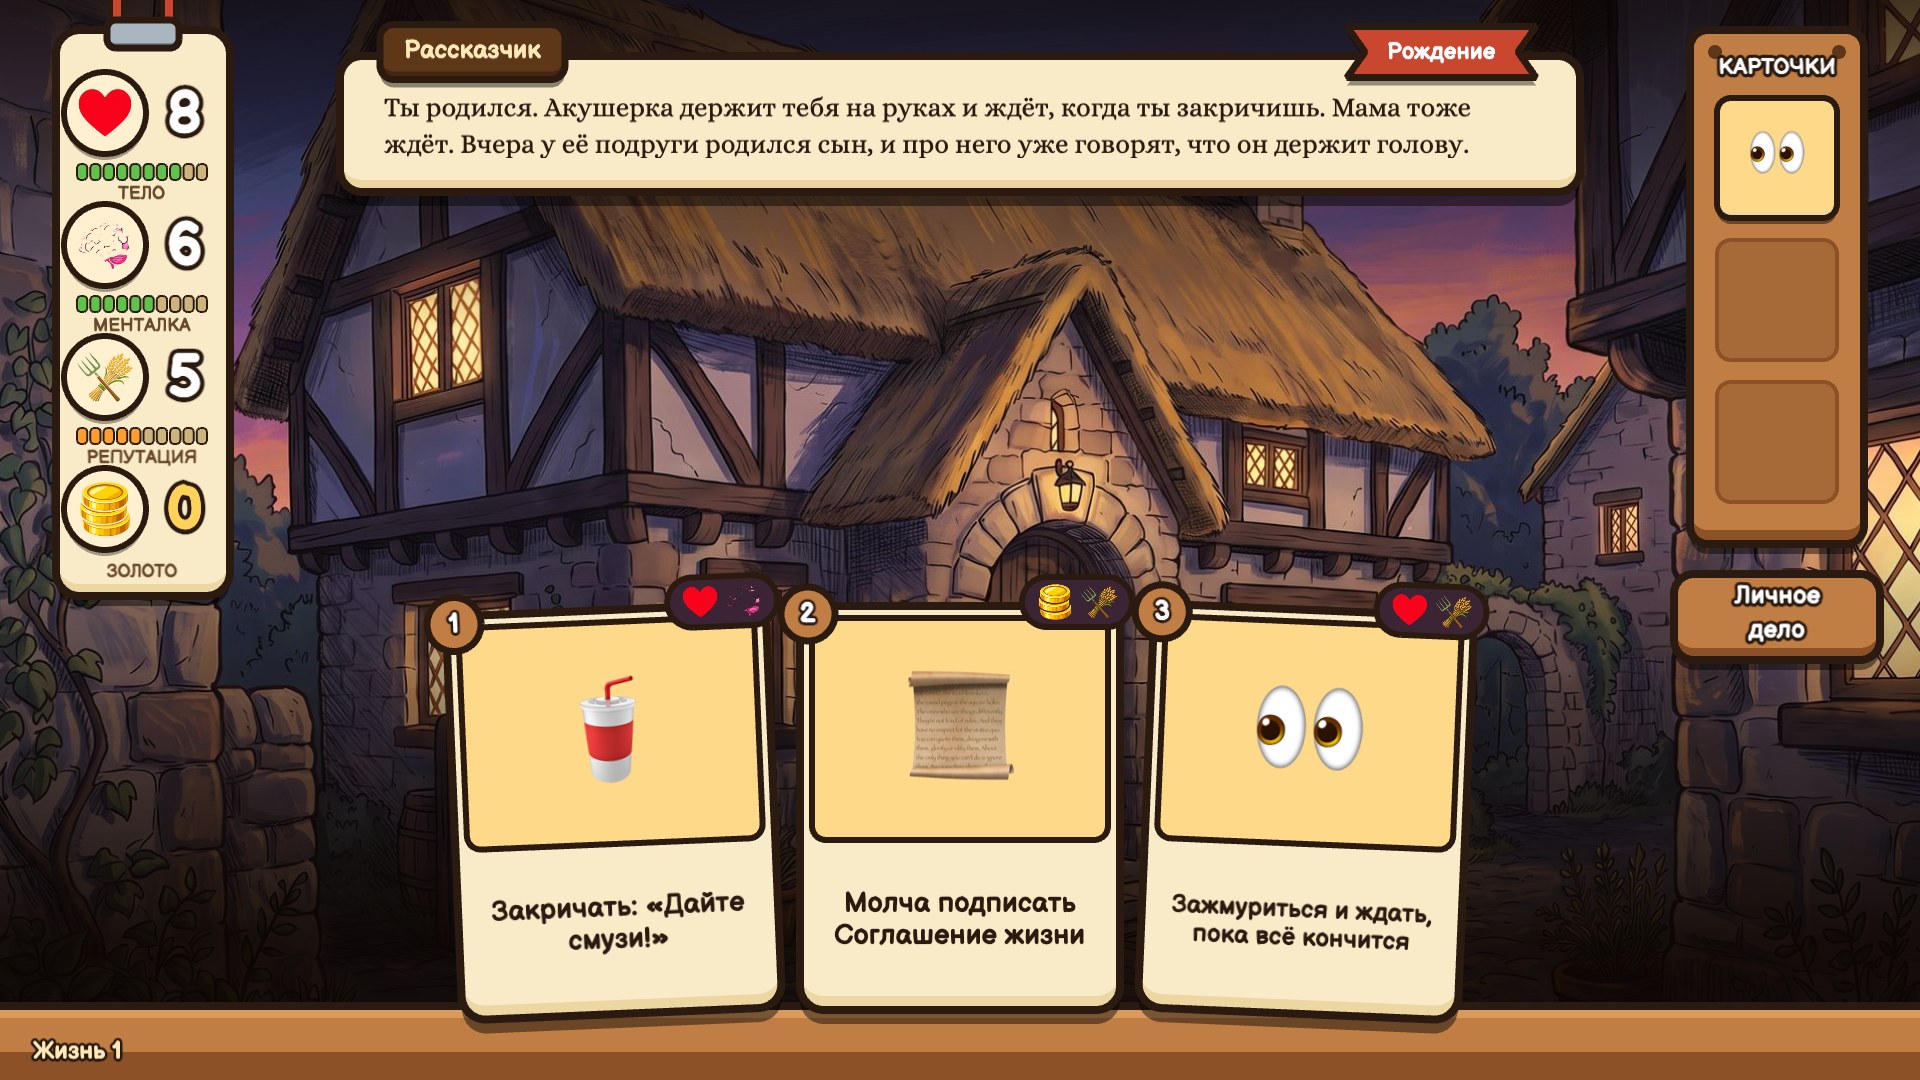 Рассказчик
Рождение
Ты родился. Акушерка держит тебя на руках и ждёт, когда ты закричишь. Мама тоже
ждёт. Вчера у её подруги родился сын, и про него уже говорят, что он держит голову.
8
ТЕЛО
6
МЕНТАЛКА
5
РЕПУТАЦИЯ
0
ЗОЛОТО
КАРТОЧКИ
Личное
дело
1
Закричать: «Дайте
смузи!»
2
Молча подписать
Соглашение жизни
3
Зажмуриться и ждать,
пока всё кончится
Жизнь 1